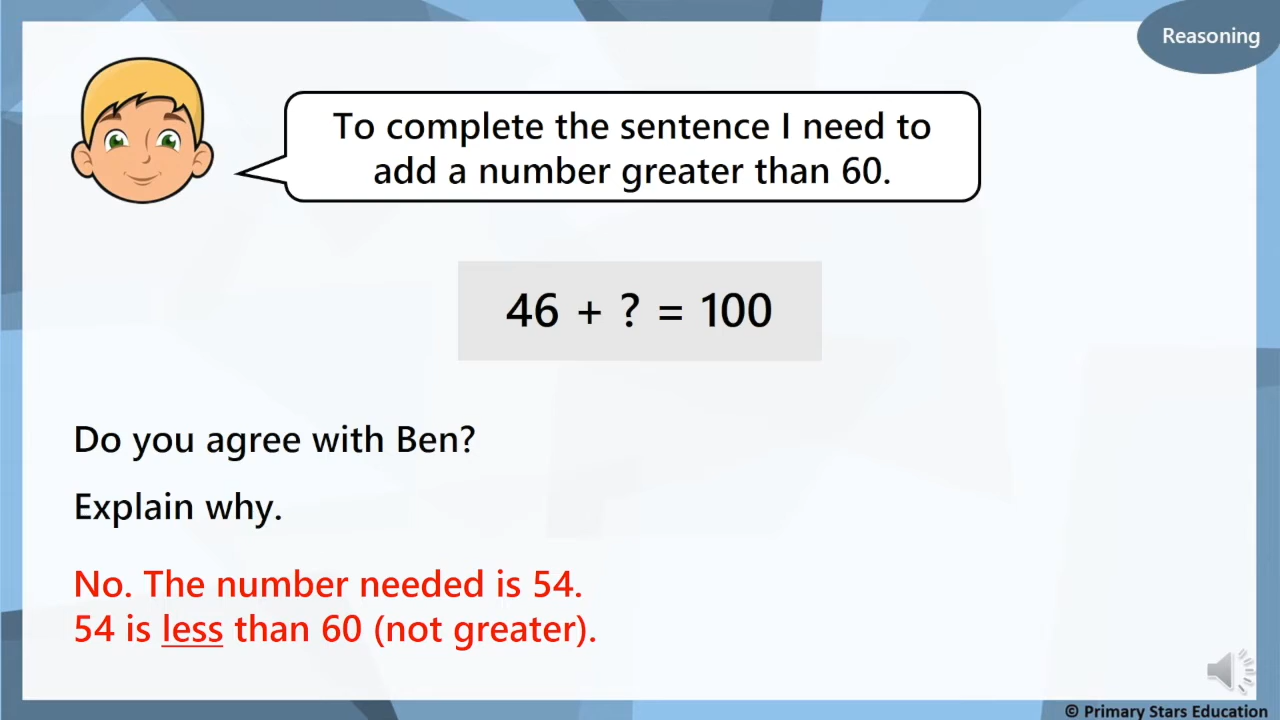 Reasoning
To complete the sentence I need to
add a number greater than 60.
46 + ? = 100
Do you agree with Ben?
Explain why.
No. The number needed is 54.
54 is less than 60 (not greater).
© Primary Stars Education